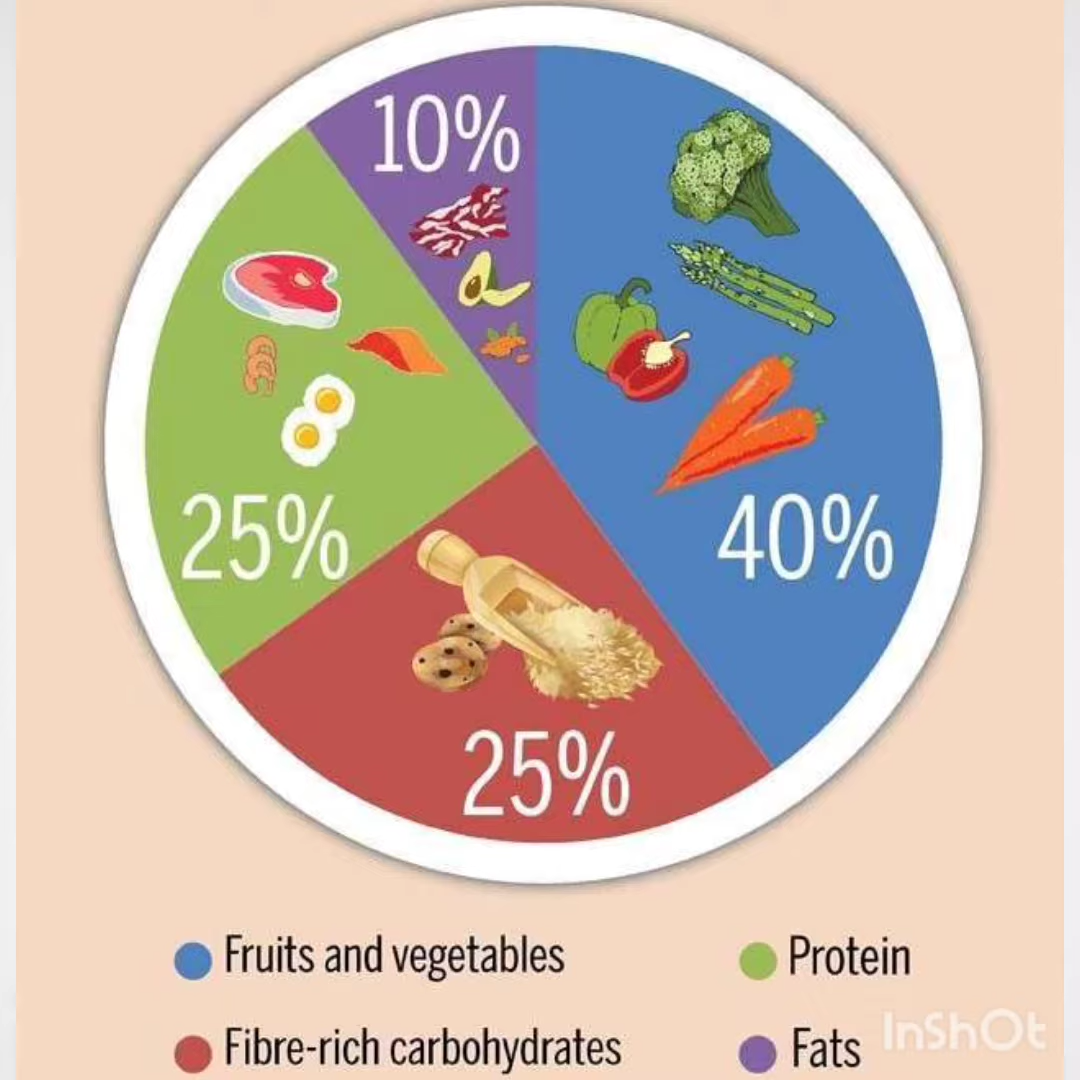 10%
25%
40%
25%
Fruits and vegetables
Protein
Fibre-rich carbohydrates
Fats
InShOt